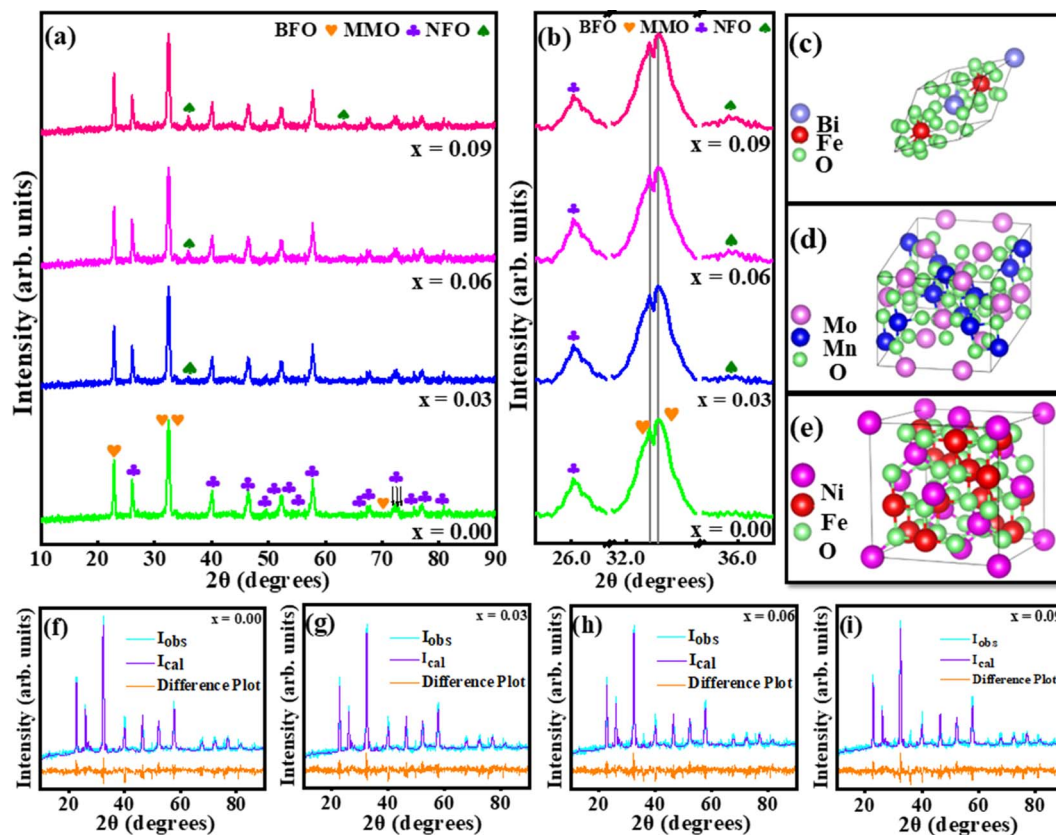 (a)
BFO MMO NFO
x = 0.09
x = 0.06
x = 0.03
x = 0.00
Intensity (arb. units)
10 20 30 40 50 60 70 80 90
2θ (degrees)
(b)
BFO MMO NFO
x = 0.09
x = 0.06
x = 0.03
x = 0.00
Intensity (arb. units)
26.0 32.0 36.0
2θ (degrees)
(c)
Bi
Fe
O
(d)
Mo
Mn
O
(e)
Ni
Fe
O
(f)
x = 0.00
Iobs
Ical
Difference Plot
Intensity (arb. units)
20 40 60 80
2θ (degrees)
(g)
x = 0.03
Iobs
Ical
Difference Plot
Intensity (arb. units)
20 40 60 80
2θ (degrees)
(h)
x = 0.06
Iobs
Ical
Difference Plot
Intensity (arb. units)
20 40 60 80
2θ (degrees)
(i)
x = 0.09
Iobs
Ical
Difference Plot
Intensity (arb. units)
20 40 60 80
2θ (degrees)